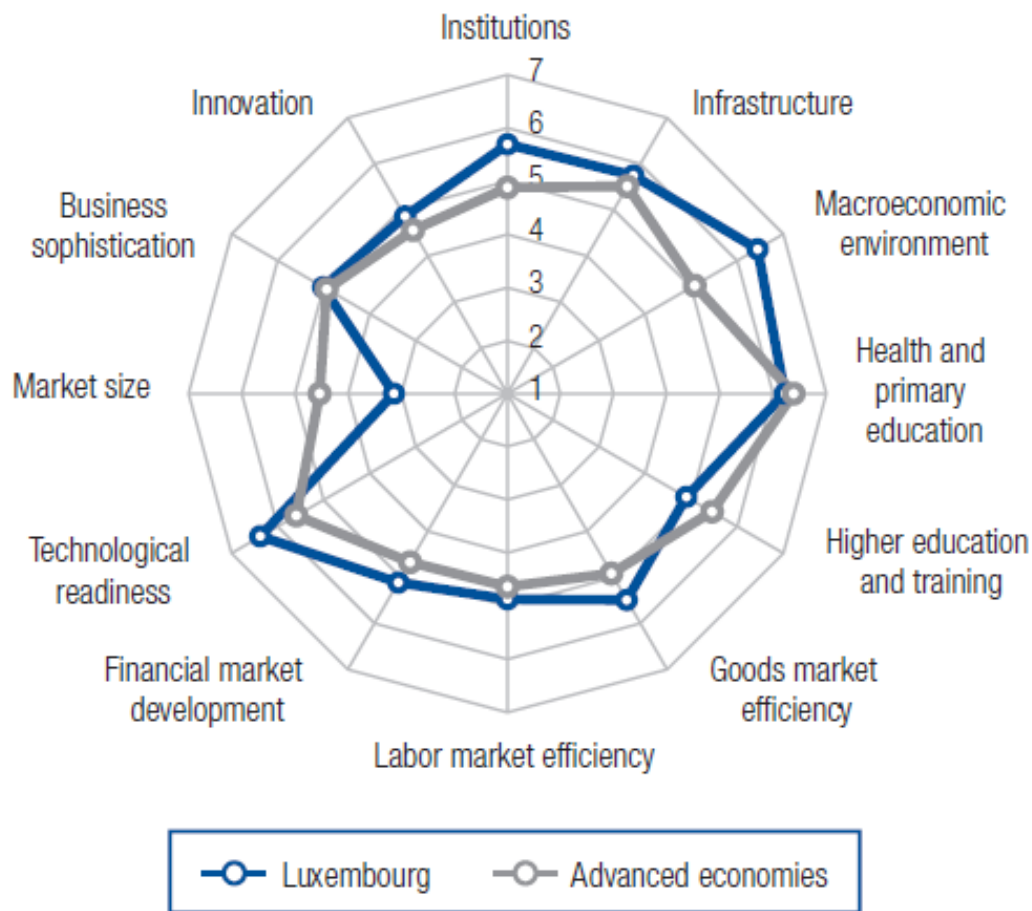 Institutions
7
Innovation
Infrastructure
6
5
Business
sophistication
Macroeconomic
environment
4
3
2
Market size
1
Health and
primary
education
Technological
readiness
Higher education
and training
Financial market
development
Goods market
efficiency
Labor market efficiency
Luxembourg
Advanced economies